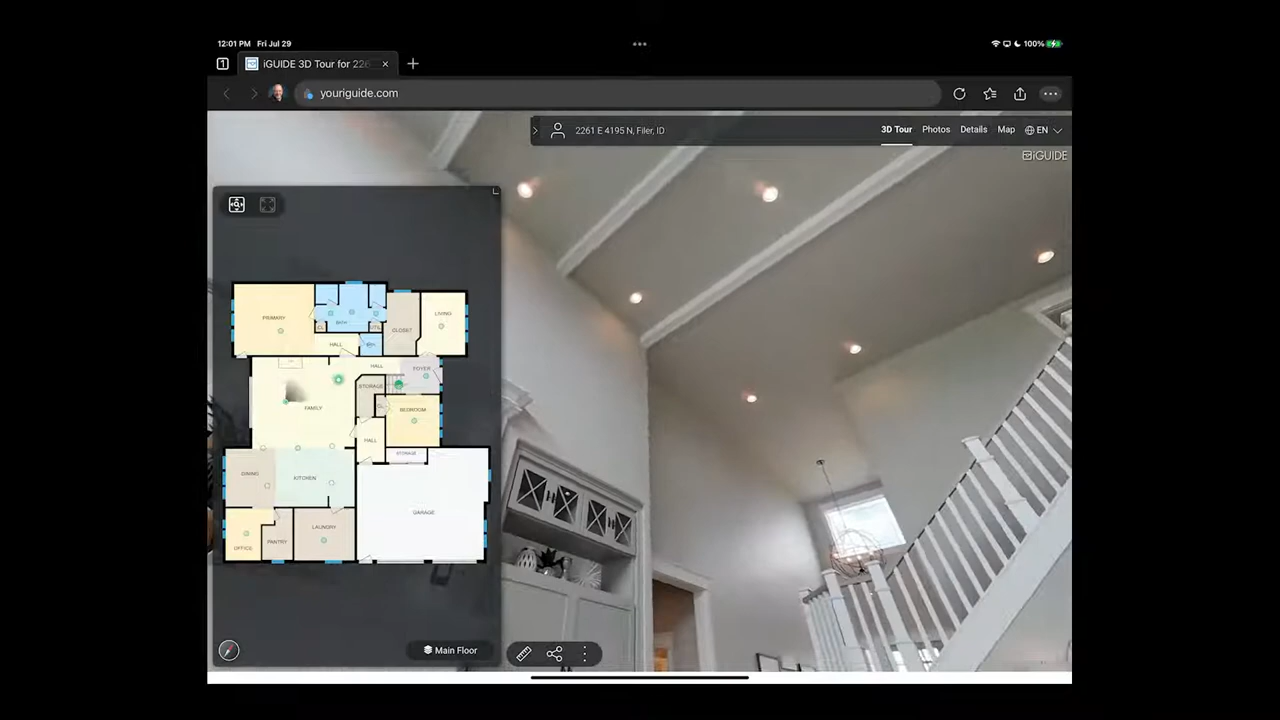 12:01 PM Fri Jul 29
100%
1
iGUIDE 3D Tour for 226
youriguide.com
2261 E 4195 N, Filer, ID
3D Tour Photos Details Map EN
iGUIDE
PRIMARY
BATH
CLOSET
LIVING
HALL
HALL
FOYER
STORAGE
FAMILY
BEDROOM
HALL
STORAGE
DINING
KITCHEN
GARAGE
OFFICE
PANTRY
LAUNDRY
Main Floor